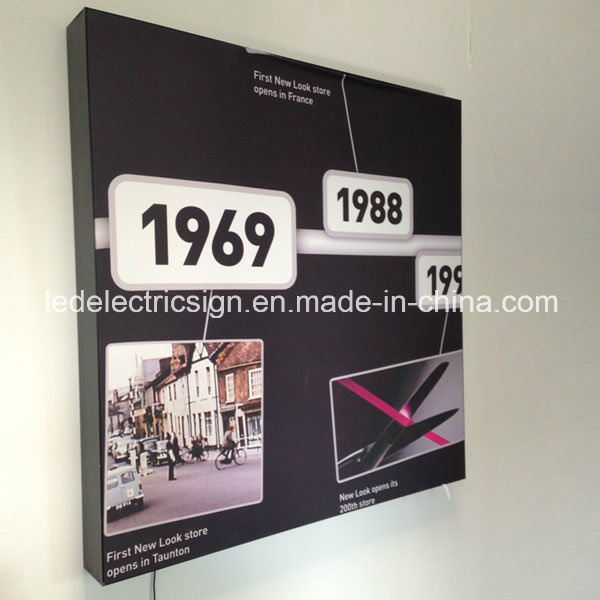 First New Look store
opens in France
1969
1988
199
ledelectricsign.en.made-in-china.com
New Look opens its
200th store
First New Look store
opens in Taunton